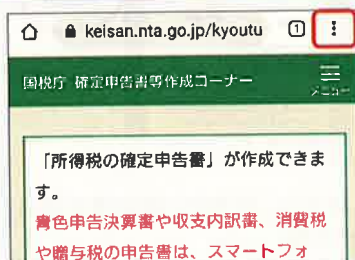 keisan.nta.go.jp/kyoutu 1
国税庁 確定申告書等作成コーナー
メニュー
「所得税の確定申告書」が作成できま
す。
青色申告決算書や収支内訳書、消費税
や贈与税の申告書は、スマートフォ